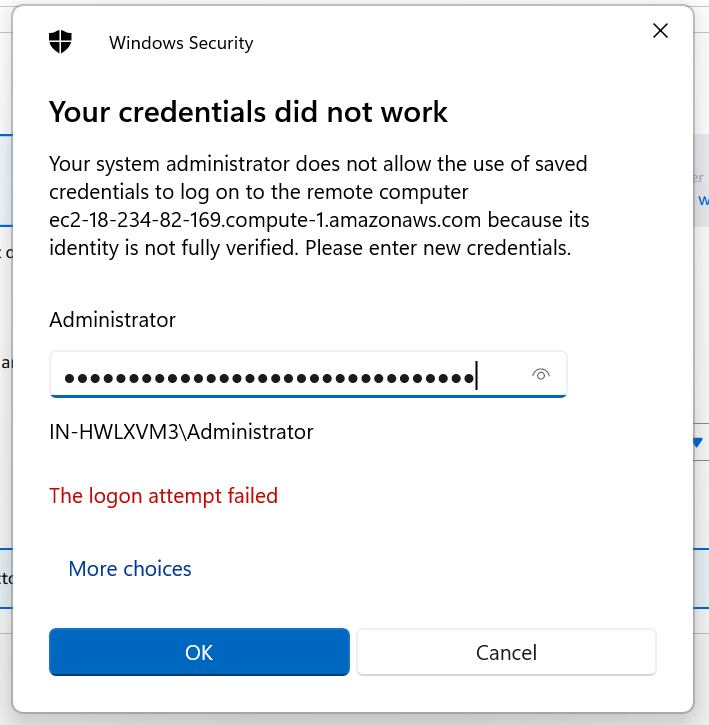 Windows Security
Your credentials did not work
Your system administrator does not allow the use of saved
credentials to log on to the remote computer
ec2-18-234-82-169.compute-1.amazonaws.com because its
identity is not fully verified. Please enter new credentials.
Administrator
IN-HWLXVM3\Administrator
The logon attempt failed
More choices
OK
Cancel